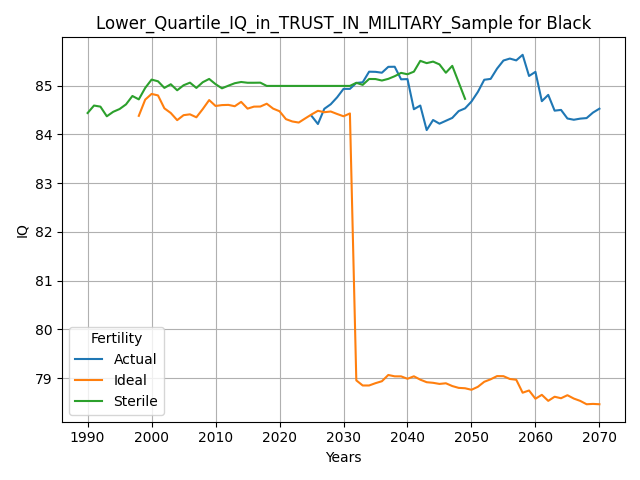 Lower_Quartile_IQ_in_TRUST_IN_MILITARY_Sample for Black
IQ
85
84
83
82
81
80
79
Fertility
Actual
Ideal
Sterile
1990 2000 2010 2020 2030 2040 2050 2060 2070
Years